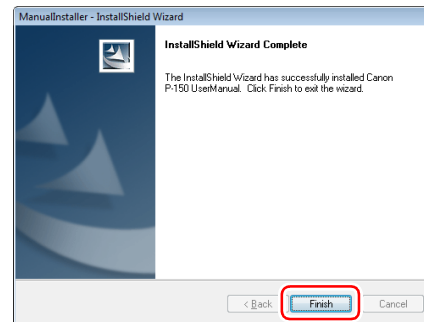 ManualInstaller - InstallShield Wizard
InstallShield Wizard Complete
The InstallShield Wizard has successfully installed Canon
P-150 UserManual. Click Finish to exit the wizard.
< Back Finish Cancel